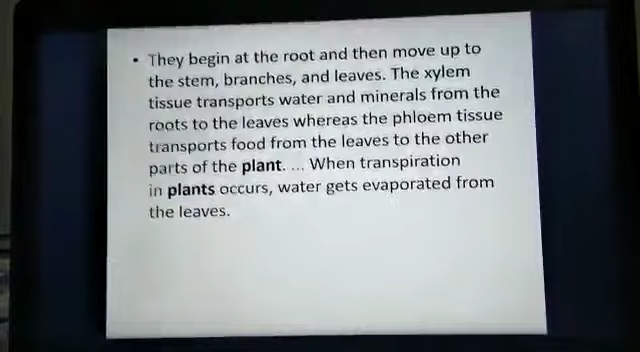 • They begin at the root and then move up to
the stem, branches, and leaves. The xylem
tissue transports water and minerals from the
roots to the leaves whereas the phloem tissue
transports food from the leaves to the other
parts of the plant. ... When transpiration
in plants occurs, water gets evaporated from
the leaves.